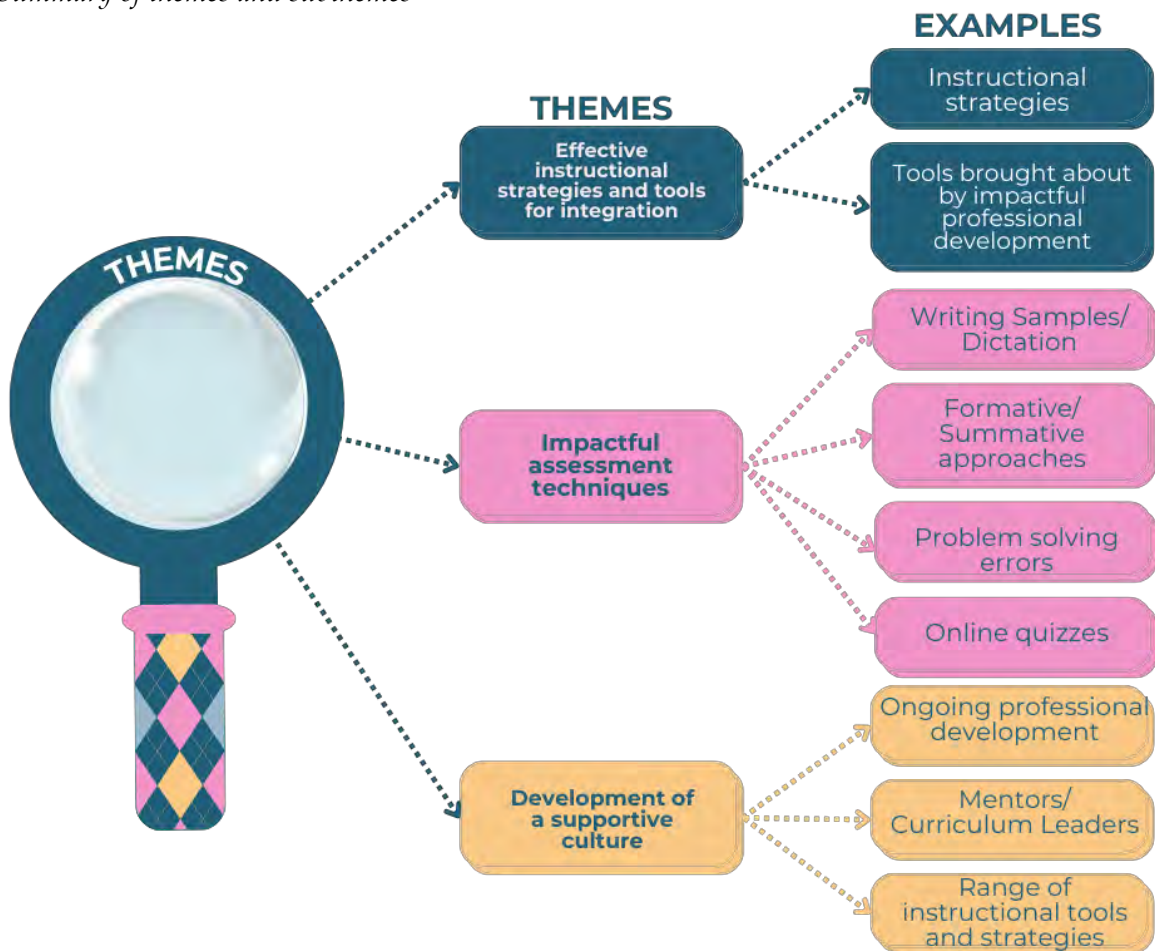 Summary of themes and subthemes
EXAMPLES
THEMES
THEMES
Effective
instructional
strategies and tools
for integration
Instructional
strategies
Tools brought about
by impactful
professional
development
Impactful
assessment
techniques
Writing Samples/
Dictation
Formative/
Summative
approaches
Problem solving
errors
Online quizzes
Development of
a supportive
culture
Ongoing professional
development
Mentors/
Curriculum Leaders
Range of
instructional tools
and strategies